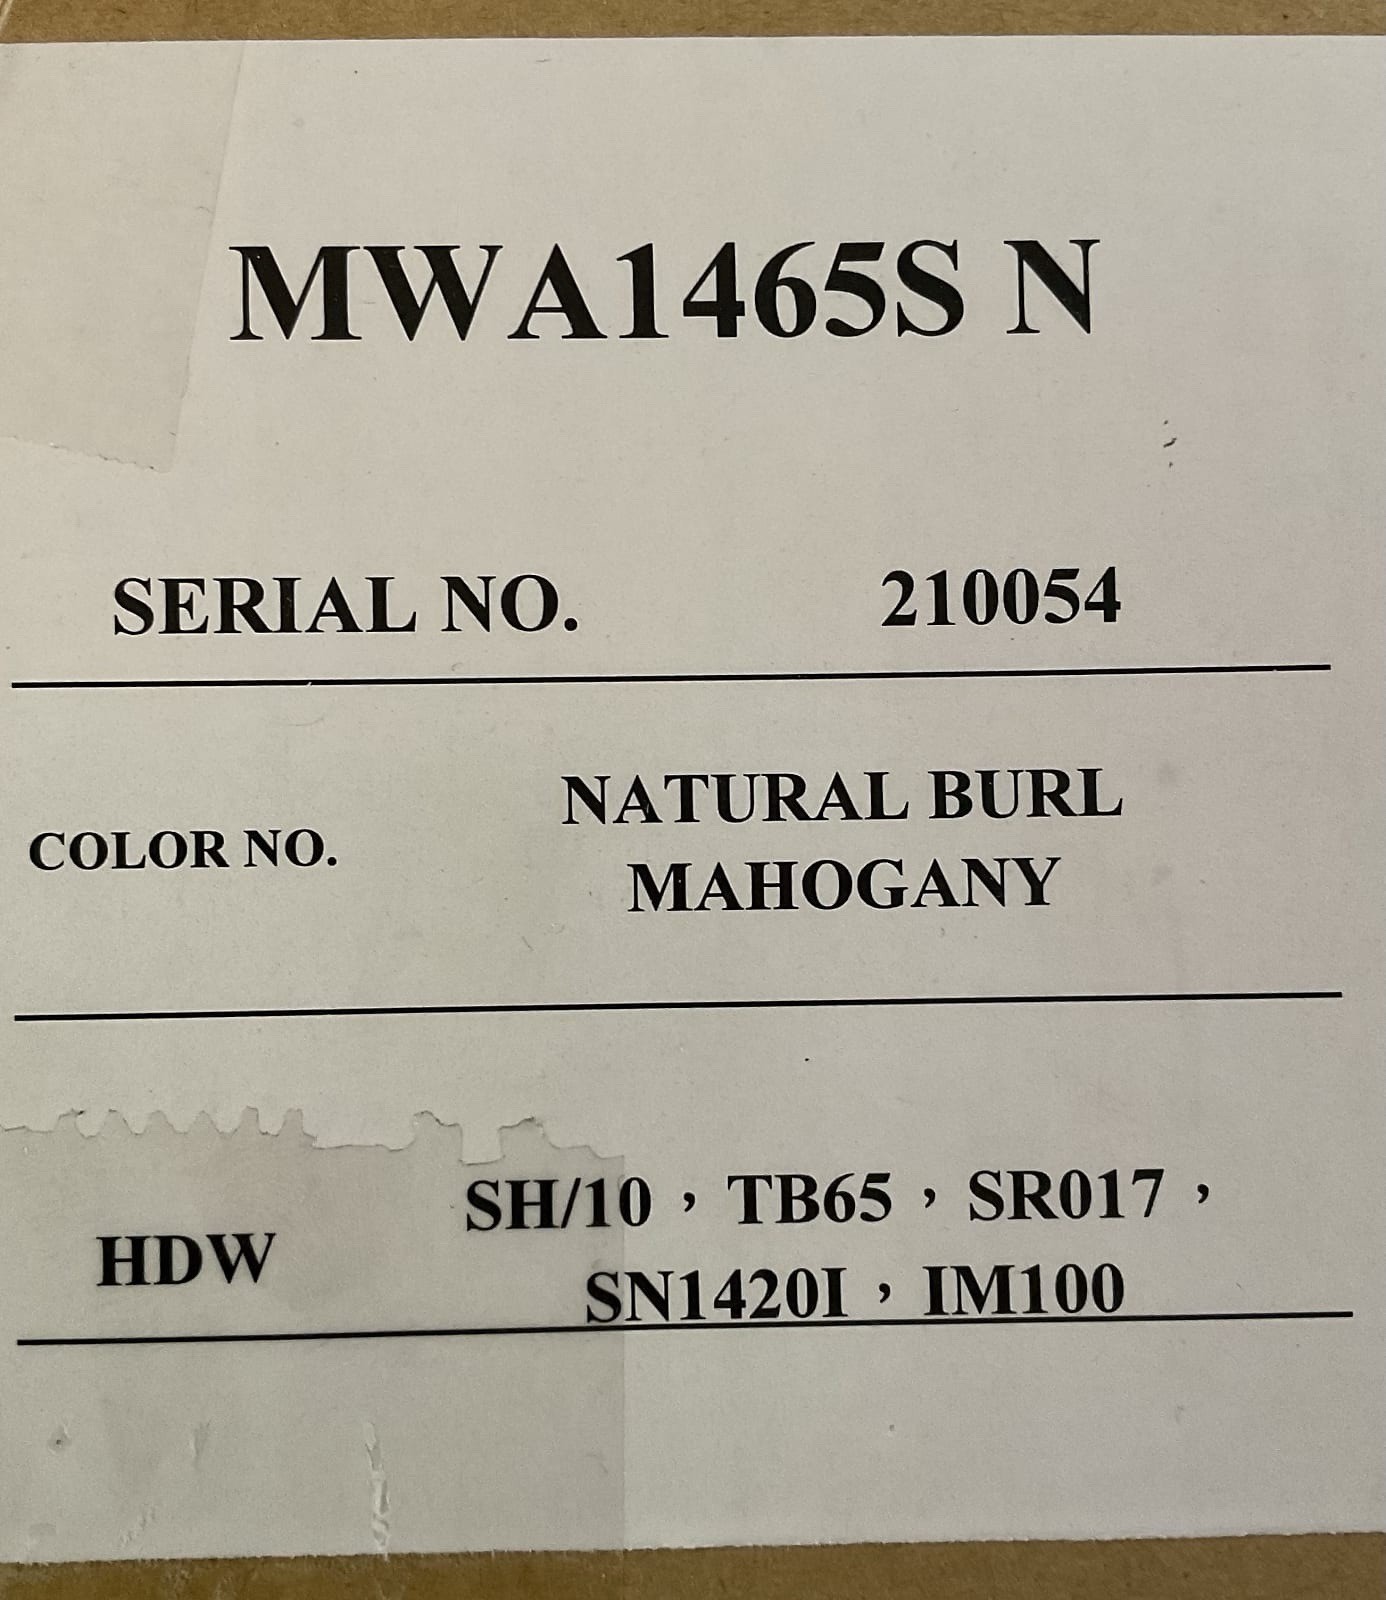 MWA1465S N
SERIAL NO. 210054
NATURAL BURL
COLOR NO.
MAHOGANY
SH/10，TB65，SR017，
HDW
SN1420I，IM100